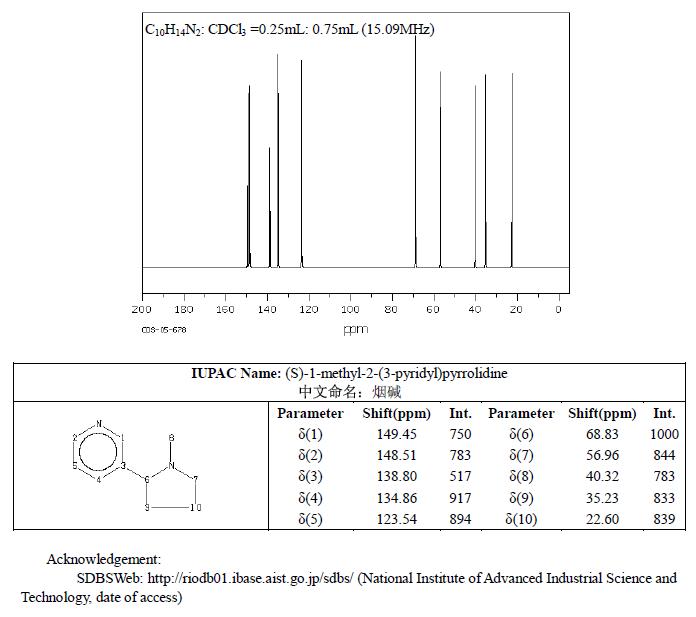 C10H14N2: CDCl3 =0.25mL: 0.75mL (15.09MHz)
200 180 160 140 120 100 80 60 40 20 0
CDS-05-678
ppm
IUPAC Name: (S)-1-methyl-2-(3-pyridyl)pyrrolidine
中文命名：烟碱
Parameter Shift(ppm) Int. Parameter Shift(ppm) Int.
δ(1) 149.45 750 δ(6) 68.83 1000
δ(2) 148.51 783 δ(7) 56.96 844
δ(3) 138.80 517 δ(8) 40.32 783
δ(4) 134.86 917 δ(9) 35.23 833
δ(5) 123.54 894 δ(10) 22.60 839
N 8
2 1
N
5 3 7
4 6
9 10
Acknowledgement:
SDBSWeb: http://riodb01.ibase.aist.go.jp/sdbs/ (National Institute of Advanced Industrial Science and
Technology, date of access)